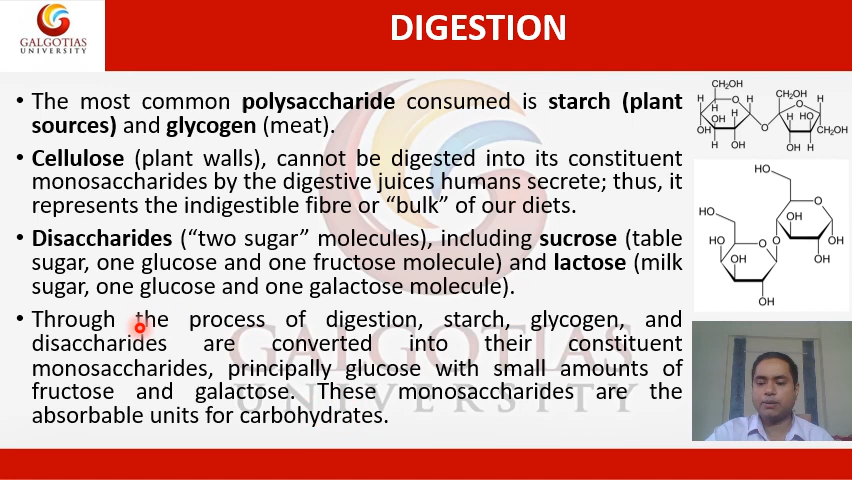 GALGOTIAS
UNIVERSITY
DIGESTION
• The most common polysaccharide consumed is starch (plant
sources) and glycogen (meat).
• Cellulose (plant walls), cannot be digested into its constituent
monosaccharides by the digestive juices humans secrete; thus, it
represents the indigestible fibre or “bulk” of our diets.
• Disaccharides (“two sugar” molecules), including sucrose (table
sugar, one glucose and one fructose molecule) and lactose (milk
sugar, one glucose and one galactose molecule).
• Through the process of digestion, starch, glycogen, and
disaccharides are converted into their constituent
monosaccharides, principally glucose with small amounts of
fructose and galactose. These monosaccharides are the
absorbable units for carbohydrates.
GALGOTIAS
UNIVERSITY
CH₂OH CH₂OH
H O H O H
H H HO
OH H
OH O CH₂OH
H OH OH H
HO
HO O
OH
HO O O OH
OH OH
OH